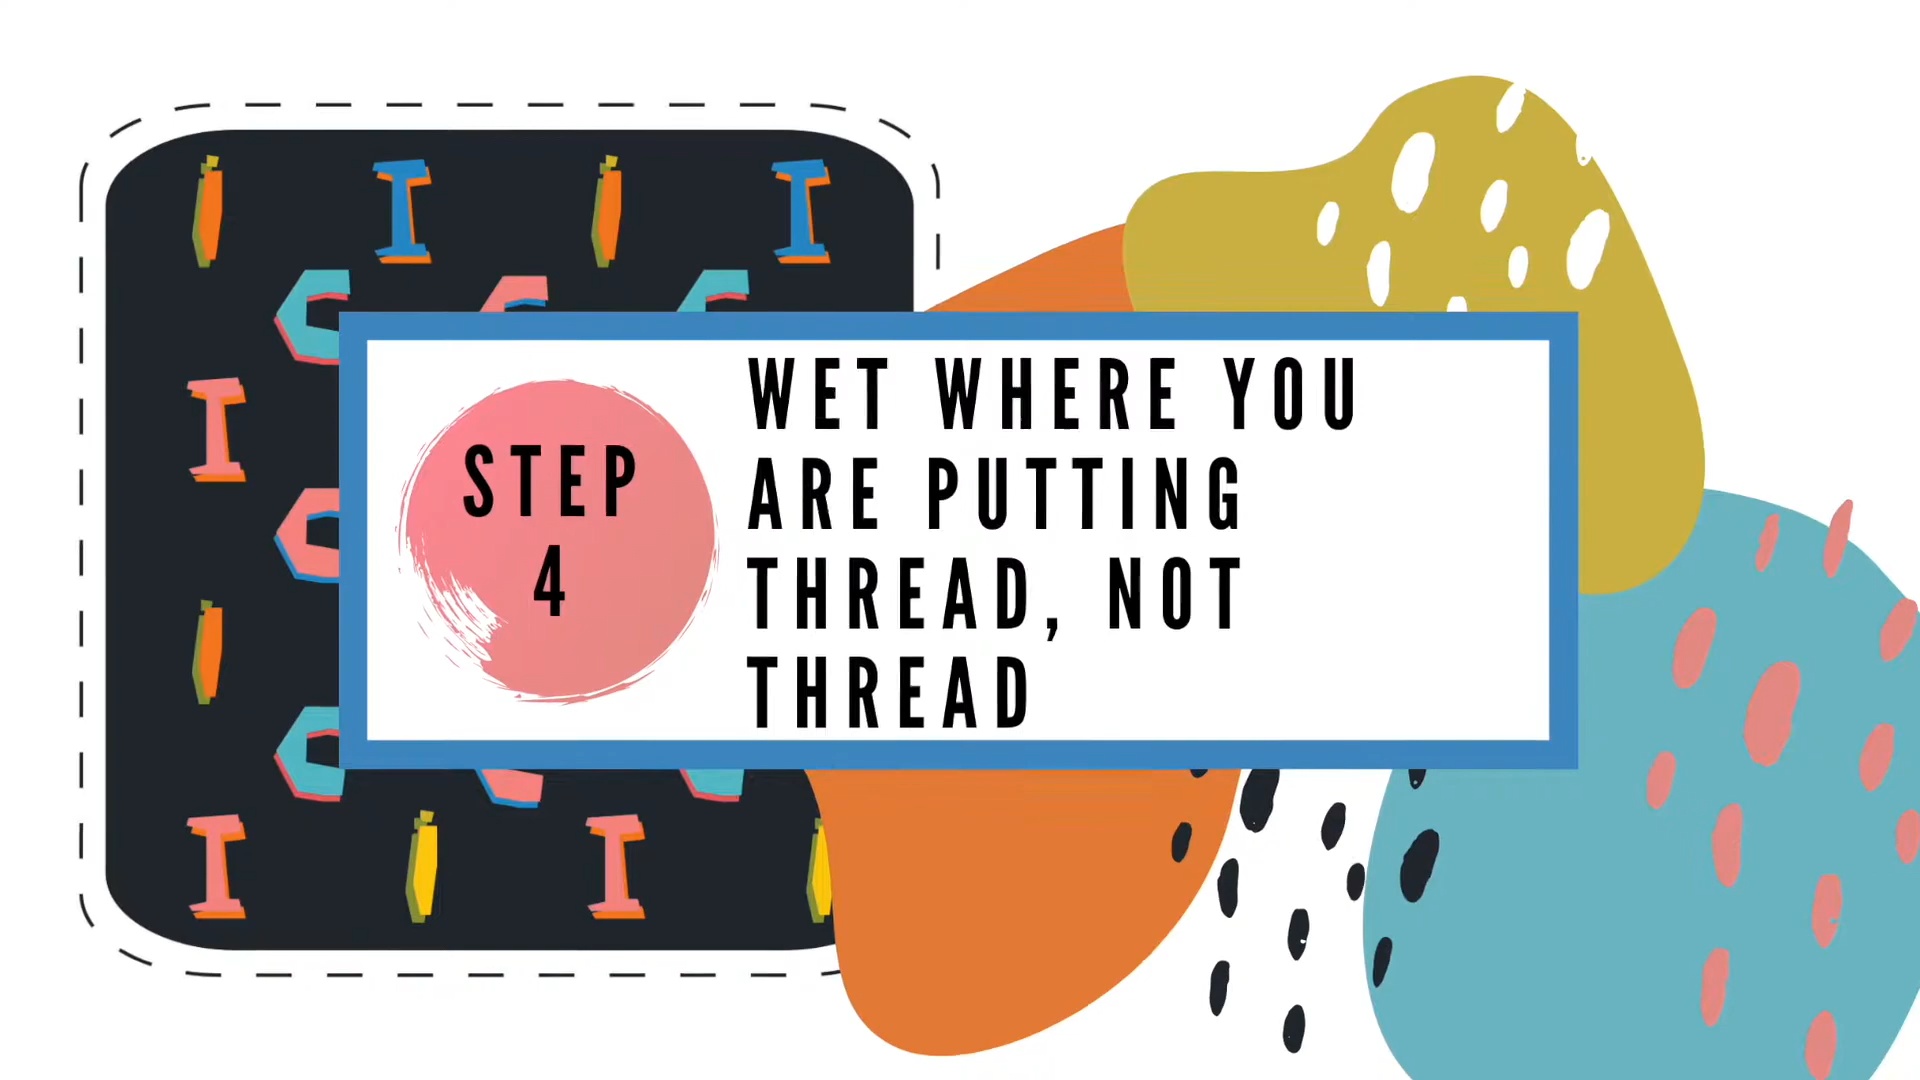 STEP
4
WET WHERE YOU
ARE PUTTING
THREAD, NOT
THREAD